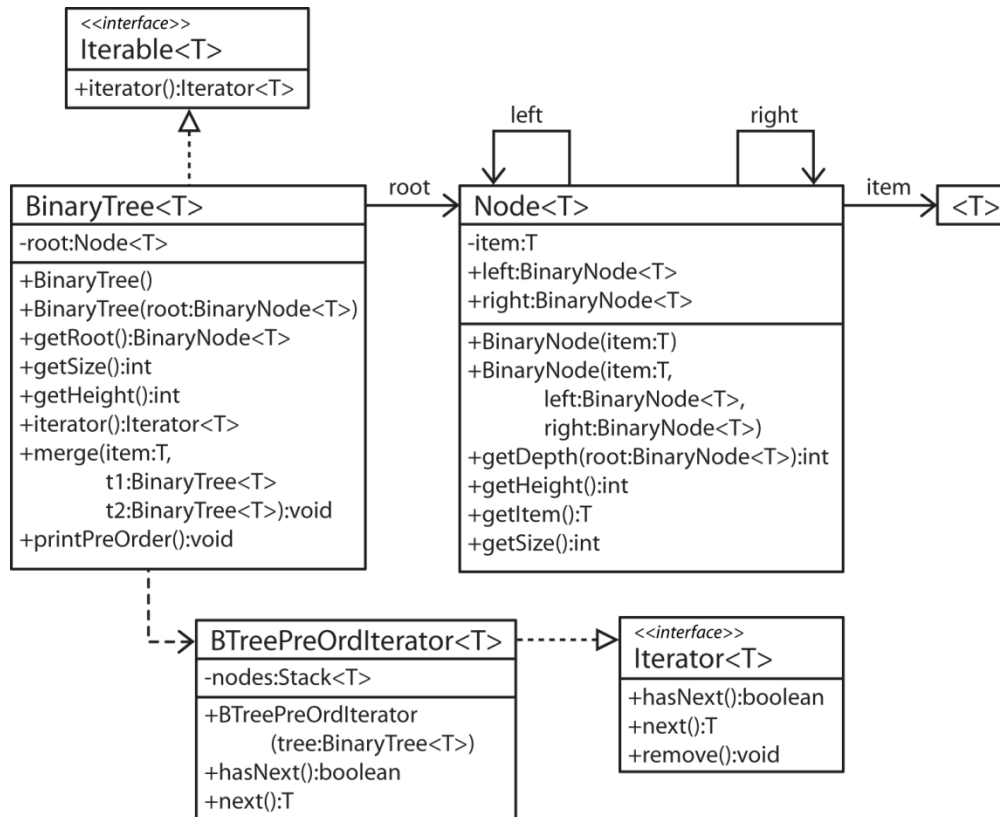 <<interface>>
Iterable<T>
+iterator():Iterator<T>
left
right
root
item
BinaryTree<T>
-root:Node<T>
+BinaryTree()
+BinaryTree(root:BinaryNode<T>)
+getRoot():BinaryNode<T>
+getSize():int
+getHeight():int
+iterator():Iterator<T>
+merge(item:T,
t1:BinaryTree<T>
t2:BinaryTree<T>):void
+printPreOrder():void
Node<T>
-item:T
+left:BinaryNode<T>
+right:BinaryNode<T>
+BinaryNode(item:T)
+BinaryNode(item:T,
left:BinaryNode<T>,
right:BinaryNode<T>)
+getDepth(root:BinaryNode<T>):int
+getHeight():int
+getItem():T
+getSize():int
<T>
BTreePreOrdIterator<T>
-nodes:Stack<T>
+BTreePreOrdIterator
(tree:BinaryTree<T>)
+hasNext():boolean
+next():T
<<interface>>
Iterator<T>
+hasNext():boolean
+next():T
+remove():void